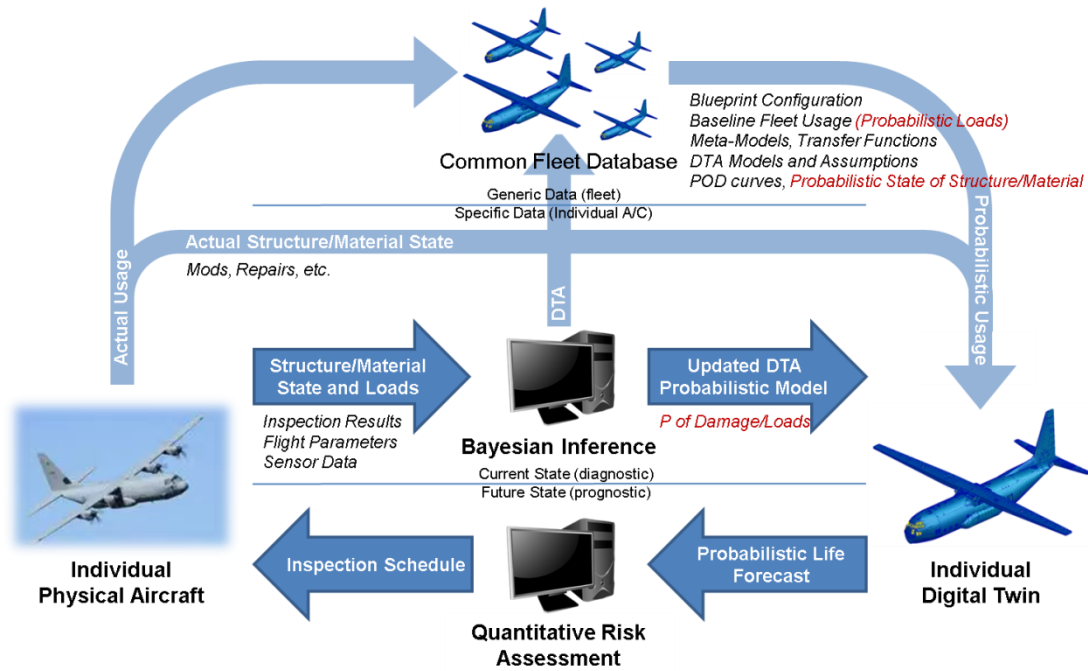 Blueprint Configuration
Baseline Fleet Usage (Probabilistic Loads)
Meta-Models, Transfer Functions
DTA Models and Assumptions
POD curves, Probabilistic State of Structure/Material
Common Fleet Database
Generic Data (fleet)
Specific Data (Individual A/C)
Actual Structure/Material State
Mods, Repairs, etc.
Actual Usage
DTA
Probabilistic Usage
Structure/Material
State and Loads
Inspection Results
Flight Parameters
Sensor Data
Bayesian Inference
Updated DTA
Probabilistic Model
P of Damage/Loads
Current State (diagnostic)
Future State (prognostic)
Individual
Physical Aircraft
Inspection Schedule
Quantitative Risk
Assessment
Probabilistic Life
Forecast
Individual
Digital Twin